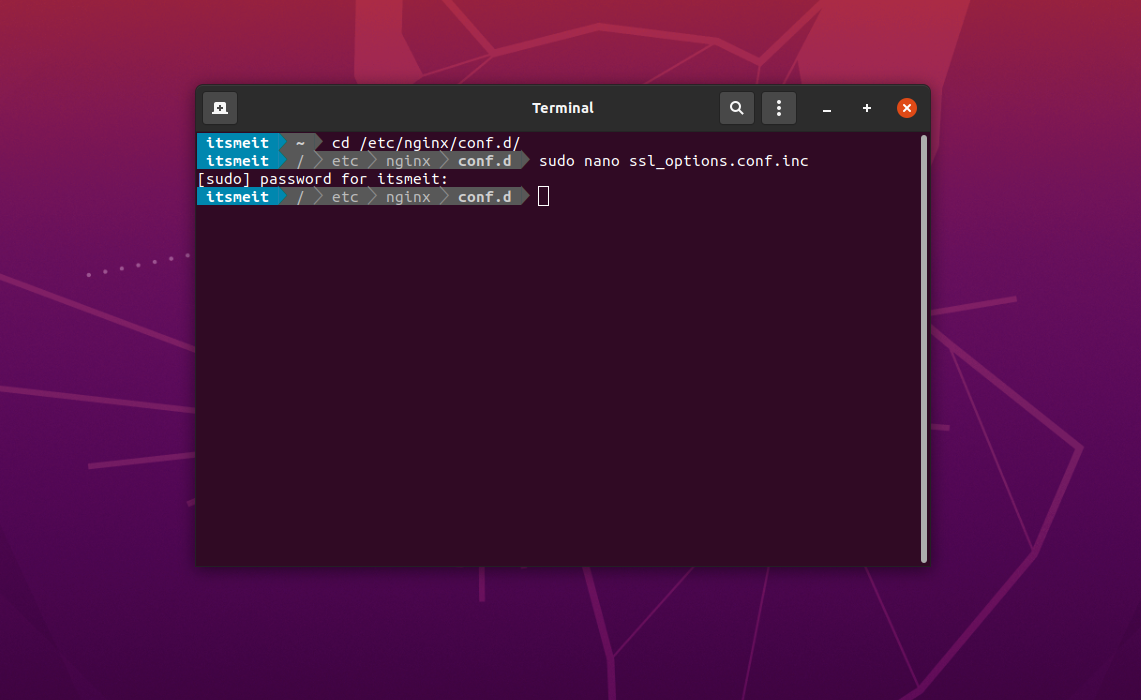 Terminal
itsmeit ~ cd /etc/nginx/conf.d/
itsmeit / etc nginx conf.d sudo nano ssl_options.conf.inc
[sudo] password for itsmeit:
itsmeit / etc nginx conf.d